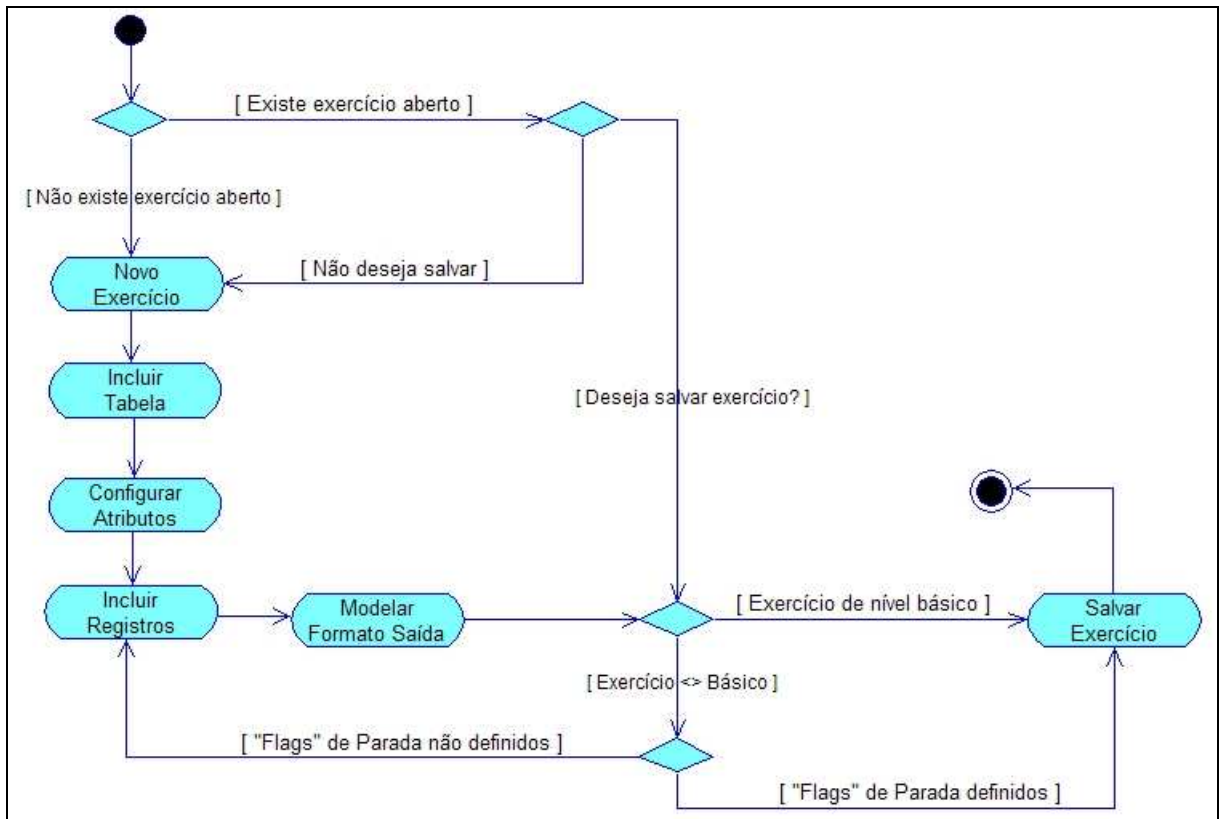 [ Existe exercício aberto ]
[ Não existe exercício aberto ]
Novo
Exercício
[ Não deseja salvar ]
Incluir
Tabela
[ Deseja salvar exercício? ]
Configurar
Atributos
Incluir
Registros
Modelar
Formato Saída
[ Exercício de nível básico ]
Salvar
Exercício
[ Exercício <> Básico ]
[ "Flags" de Parada não definidos ]
[ "Flags" de Parada definidos ]